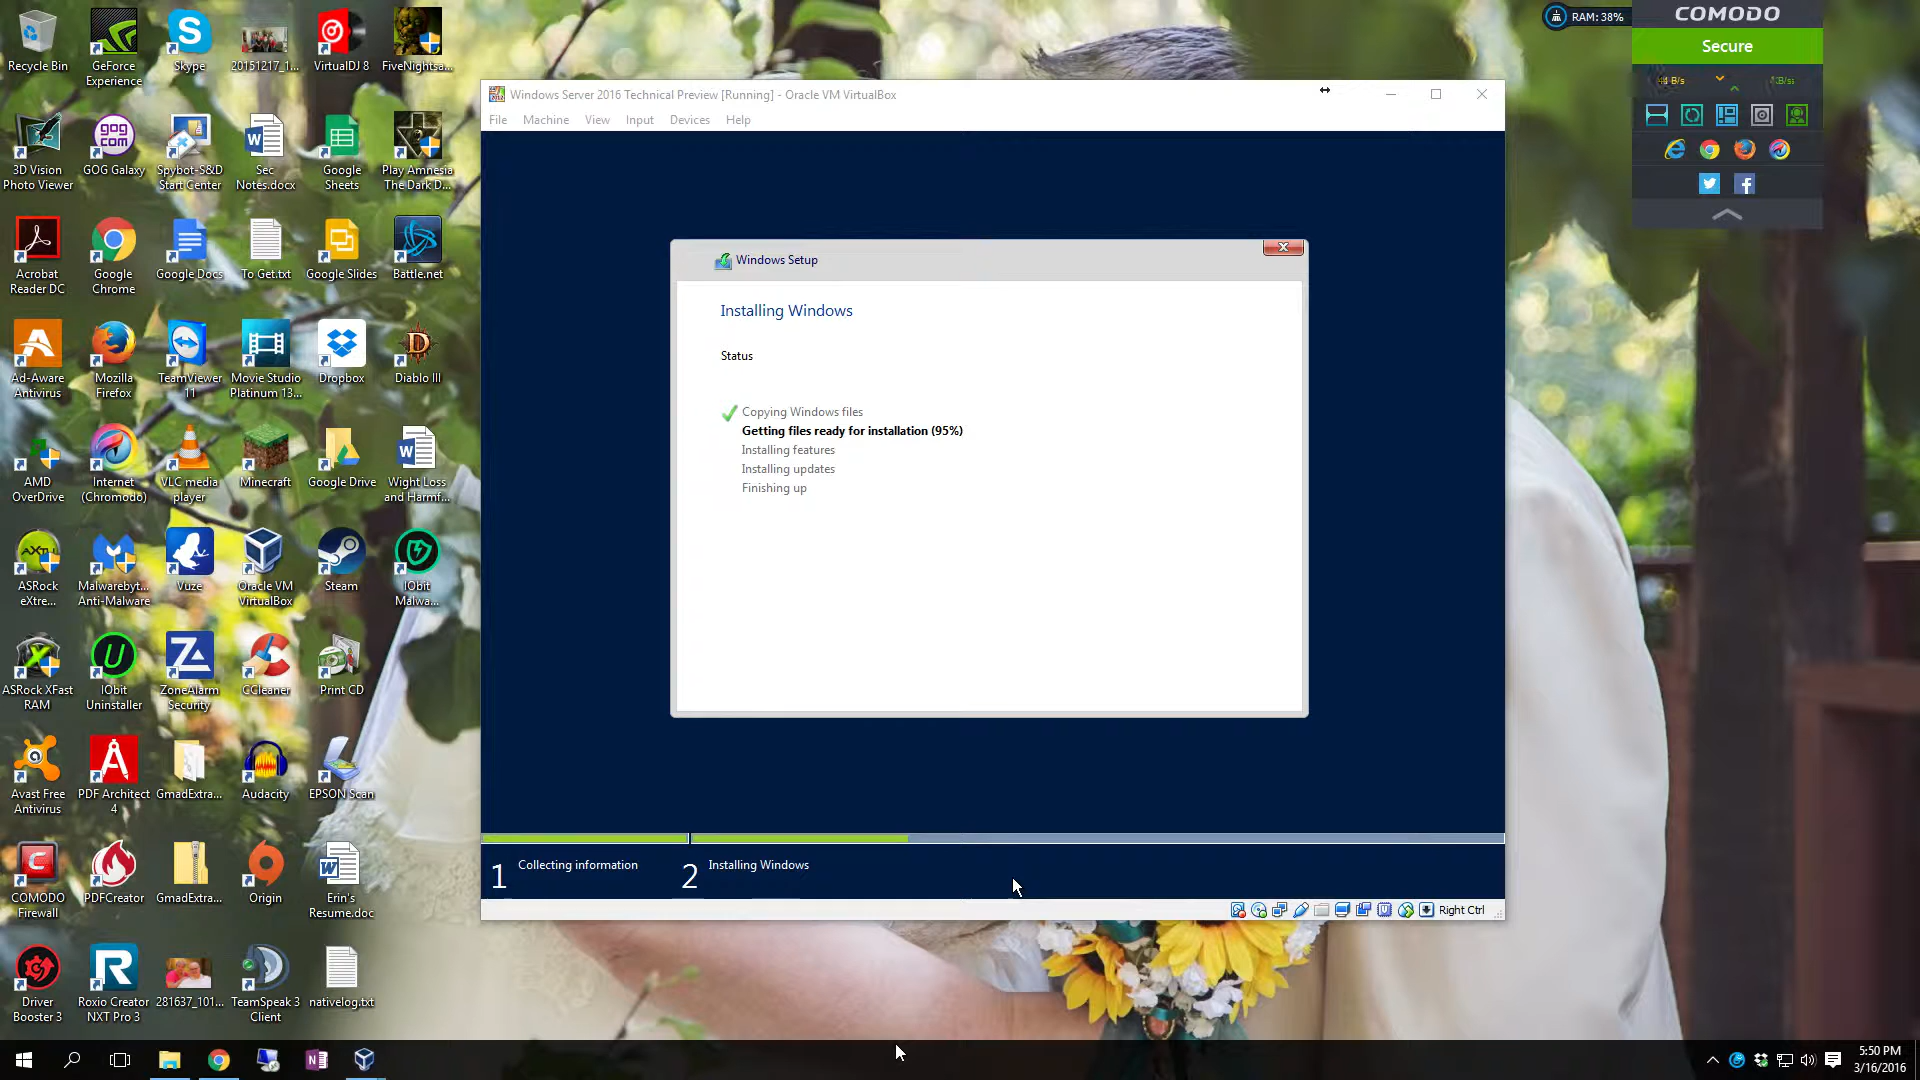 Recycle Bin
GeForce
Experience
Skype
20151217_1...
VirtualDJ 8
FiveNightsa...
3D Vision
Photo Viewer
GOG Galaxy
Spybot-S&D
Start Center
Sec
Notes.docx
Google
Sheets
Play Amnesia
The Dark D...
Acrobat
Reader DC
Google
Chrome
Google Docs
To Get.txt
Google Slides
Battle.net
Ad-Aware
Antivirus
Mozilla
Firefox
TeamViewer
11
Movie Studio
Platinum 13...
Dropbox
Diablo III
AMD
OverDrive
Internet
(Chromodo)
VLC media
player
Minecraft
Google Drive
Wight Loss
and Harmf...
ASRock
eXtre...
Malwarebyt...
Anti-Malware
Vuze
Oracle VM
VirtualBox
Steam
IObit
Malwa...
ASRock XFast
RAM
IObit
Uninstaller
ZoneAlarm
Security
CCleaner
Print CD
Avast Free
Antivirus
PDF Architect
4
GmadExtra...
Audacity
EPSON Scan
COMODO
Firewall
PDFCreator
GmadExtra...
Origin
Erin's
Resume.doc
Driver
Booster 3
Roxio Creator
NXT Pro 3
281637_101...
TeamSpeak 3
Client
nativelog.txt
Windows Server 2016 Technical Preview [Running] - Oracle VM VirtualBox
File Machine View Input Devices Help
Windows Setup
Installing Windows
Status
Copying Windows files
Getting files ready for installation (95%)
Installing features
Installing updates
Finishing up
1 Collecting information
2 Installing Windows
Right Ctrl
RAM: 38%
COMODO
Secure
5:50 PM
3/16/2016